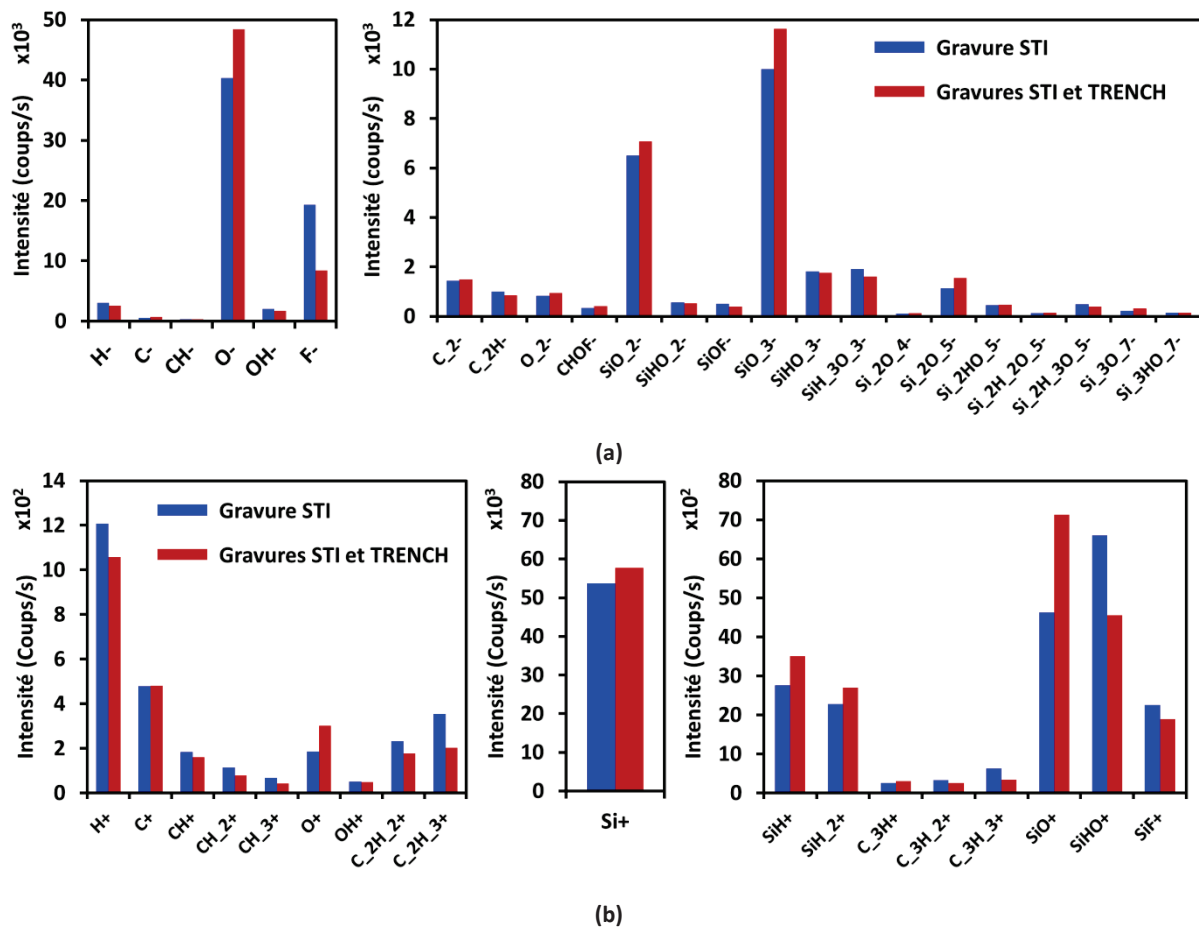 50 x10³
40
30
20
10
0
Intensité (coups/s)
H- C- CH- O- OH- F-
12 x10³
10
8
6
4
2
0
Intensité (coups/s)
Gravure STI
Gravures STI et TRENCH
C_2- C_2H- O_2- CHOF- SiO_2- SiHO_2- SiOF- SiO_3- SiHO_3- SiH_3O_3- Si_2O_4- Si_2O_5- Si_2HO_5- Si_2H_2O_5- Si_2H_3O_5- Si_3O_7- Si_3HO_7-
(a)
14 x10²
12
10
8
6
4
2
0
Intensité (Coups/s)
Gravure STI
Gravures STI et TRENCH
H+ C+ CH+ CH_2+ CH_3+ O+ OH+ C_2H_2+ C_2H_3+
80 x10³
70
60
50
40
30
20
10
0
Intensité (Coups/s)
Si+
80 x10²
70
60
50
40
30
20
10
0
Intensité (Coups/s)
SiH+ SiH_2+ C_3H+ C_3H_2+ C_3H_3+ SiO+ SiHO+ SiF+
(b)